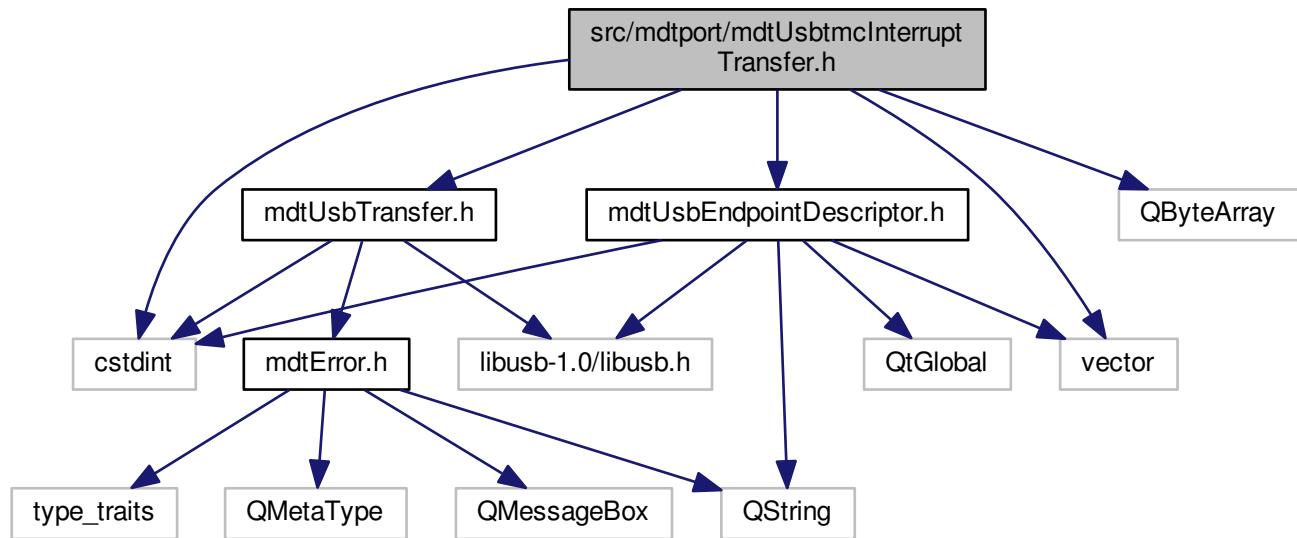 src/mdtport/mdtUsbtmcInterrupt
Transfer.h
mdtUsbTransfer.h
mdtUsbEndpointDescriptor.h
QByteArray
cstdint
mdtError.h
libusb-1.0/libusb.h
QtGlobal
vector
type_traits
QMetaType
QMessageBox
QString